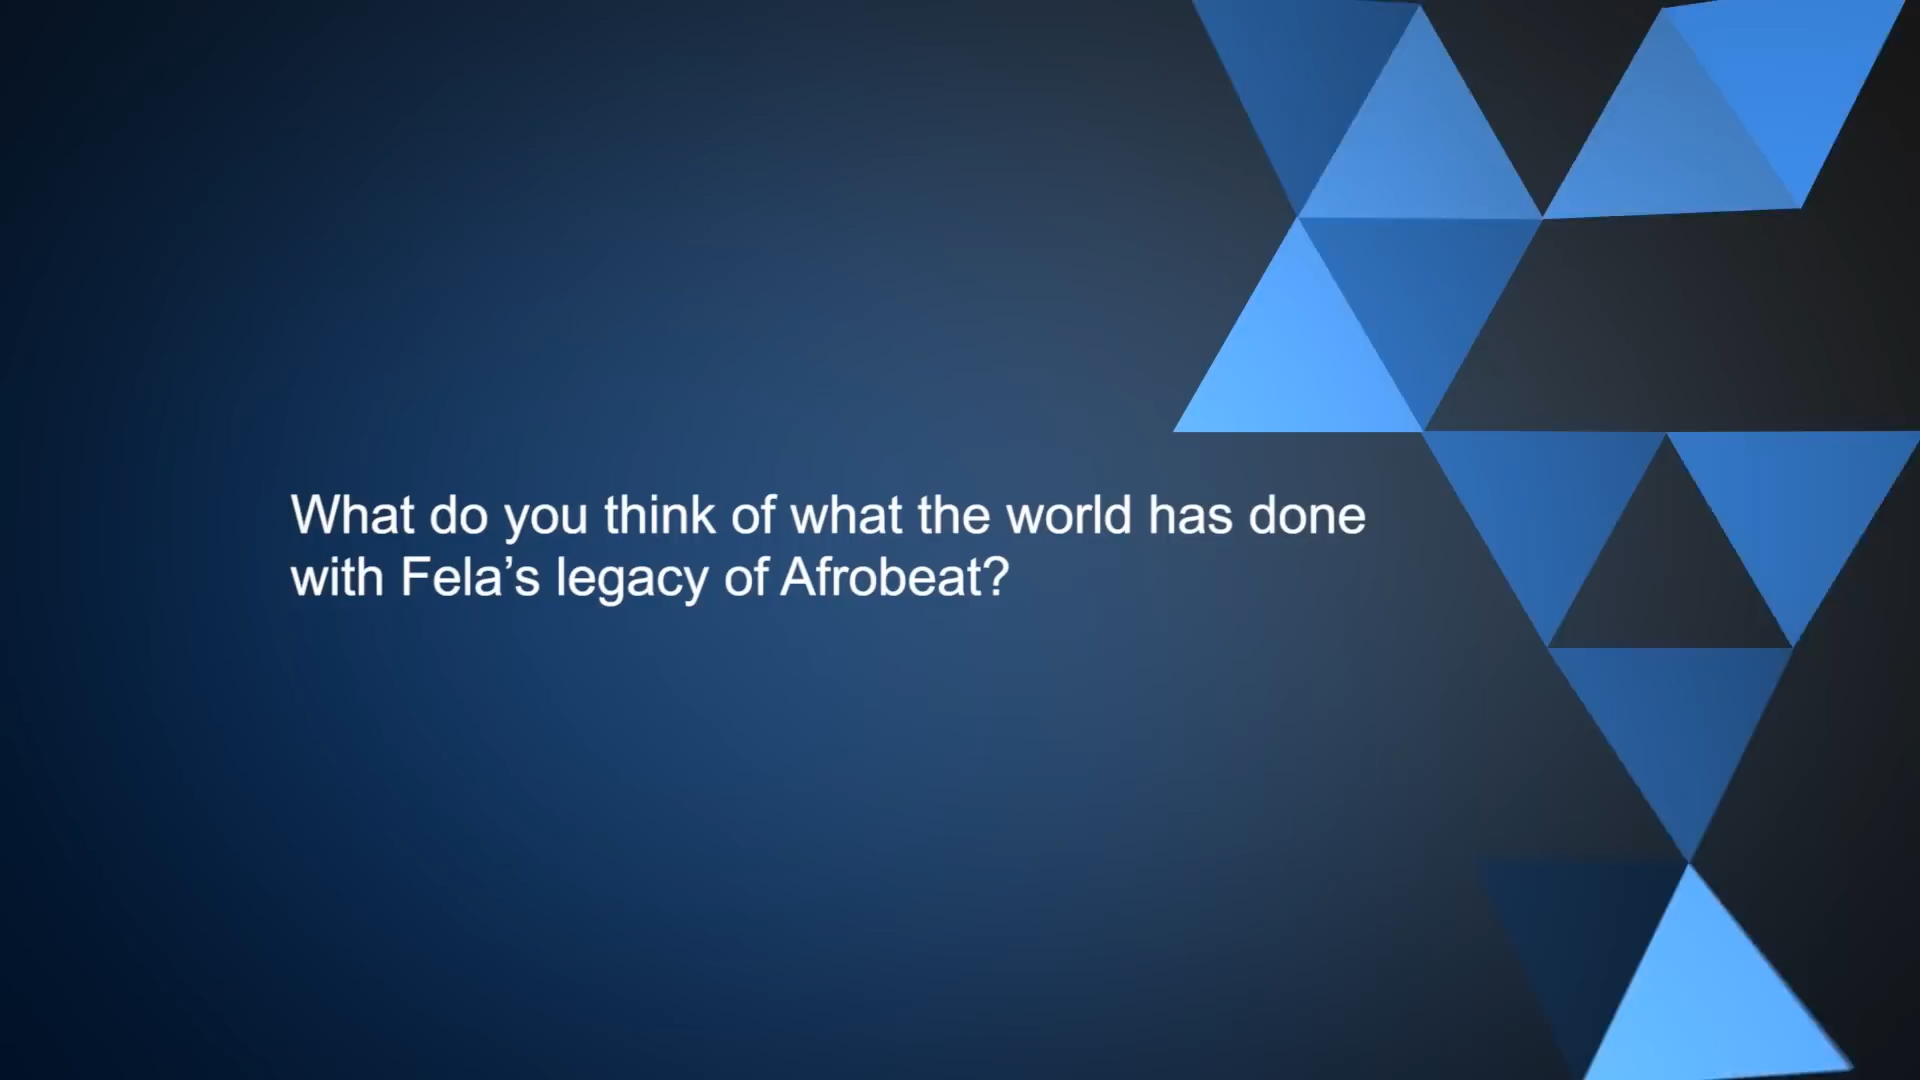 What do you think of what the world has done
with Fela’s legacy of Afrobeat?